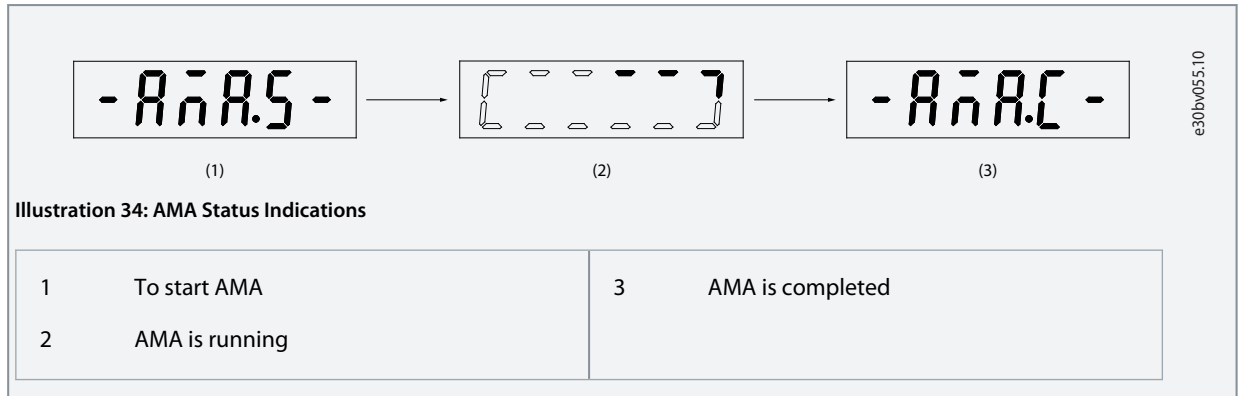 -AMA.S-
-AMA.C-
e30bv055.10
(1)
(2)
(3)
Illustration 34: AMA Status Indications
1 To start AMA
3 AMA is completed
2 AMA is running